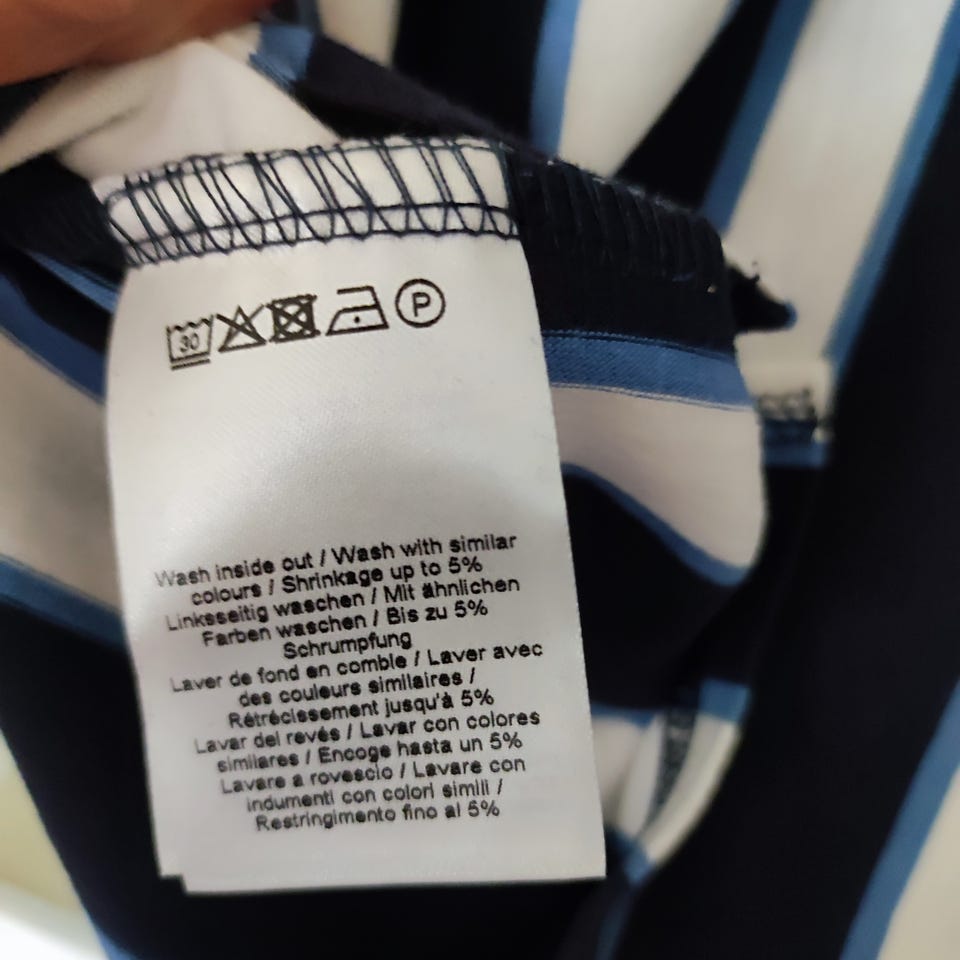 30 P
Wash inside out / Wash with similar
colours / Shrinkage up to 5%
Linksseitig waschen / Mit ähnlichen
Farben waschen / Bis zu 5%
Schrumpfung
Laver de fond en comble / Laver avec
des couleurs similaires /
Rétrécissement jusqu'à 5%
Lavar del revés / Lavar con colores
similares / Encoge hasta un 5%
Lavare a rovescio / Lavare con
indumenti con colori simili /
Restringimento fino al 5%